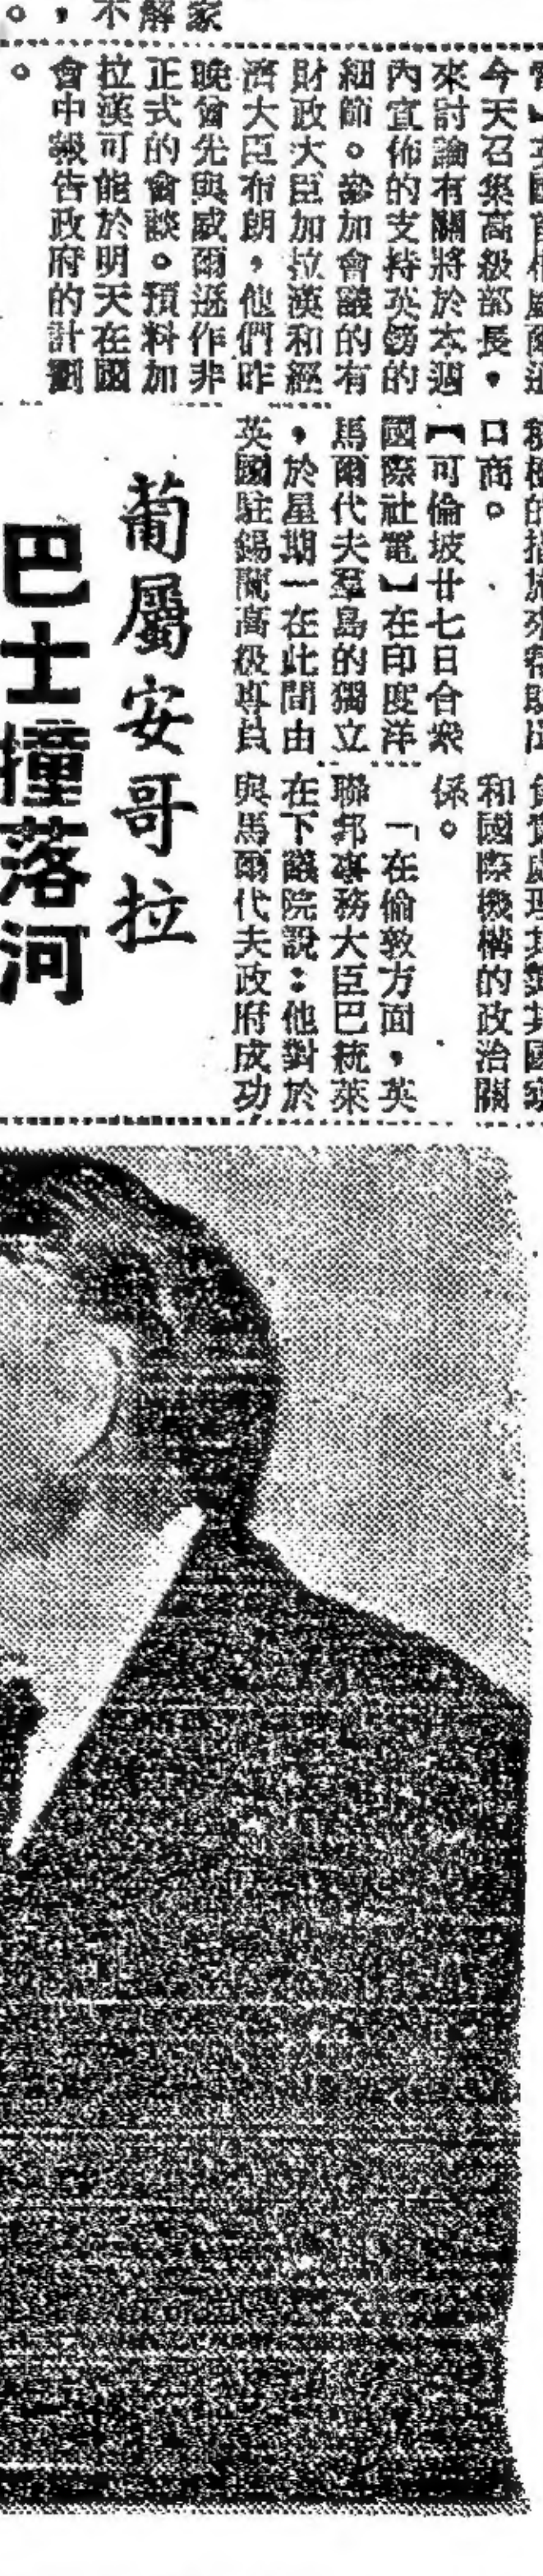 家
解
不
，
。
今天召集高級部長，
來討論有關將於本週
內宣佈的支持英鎊的
細節。參加會議的有
財政大臣加拉漢和經
濟大臣布朗，他們昨
晚曾先與威爾遜作非
正式的會談。預料加
拉漢可能於明天在國
會中報告政府的計劃
。
口商。
【可倫坡廿七日合衆
國際社電】在印度洋
馬爾代夫羣島的獨立
，於星期一在此間由
英國駐錫蘭高級專員
和國際機構的政治關
係。
「在倫敦方面，英
聯邦事務大臣巴統萊
在下議院說：他對於
與馬爾代夫政府成功
葡屬安哥拉
巴士撞落河